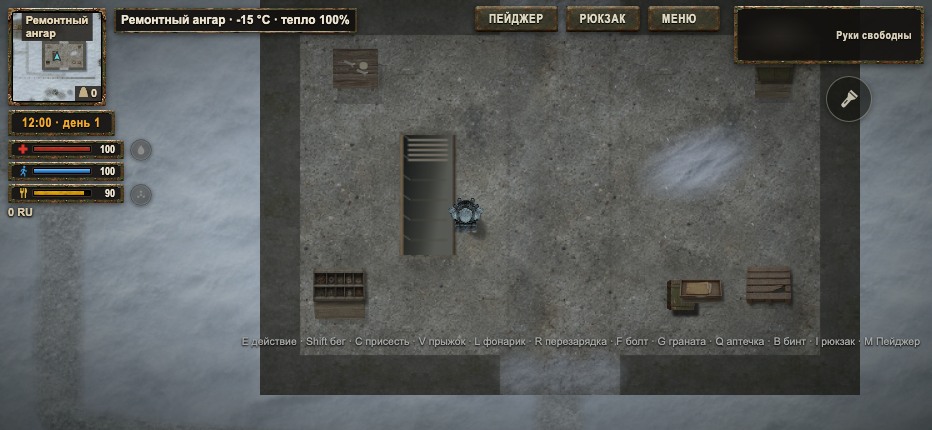 Ремонтный
ангар
0
Ремонтный ангар · -15 °C · тепло 100%
ПЕЙДЖЕР
РЮКЗАК
МЕНЮ
Руки свободны
12:00 · день 1
100
100
90
0 RU
E действие · Shift бег · C присесть · V прыжок · L фонарик · R перезарядка · F болт · G граната · Q аптечка · B бинт · I рюкзак · M Пейджер